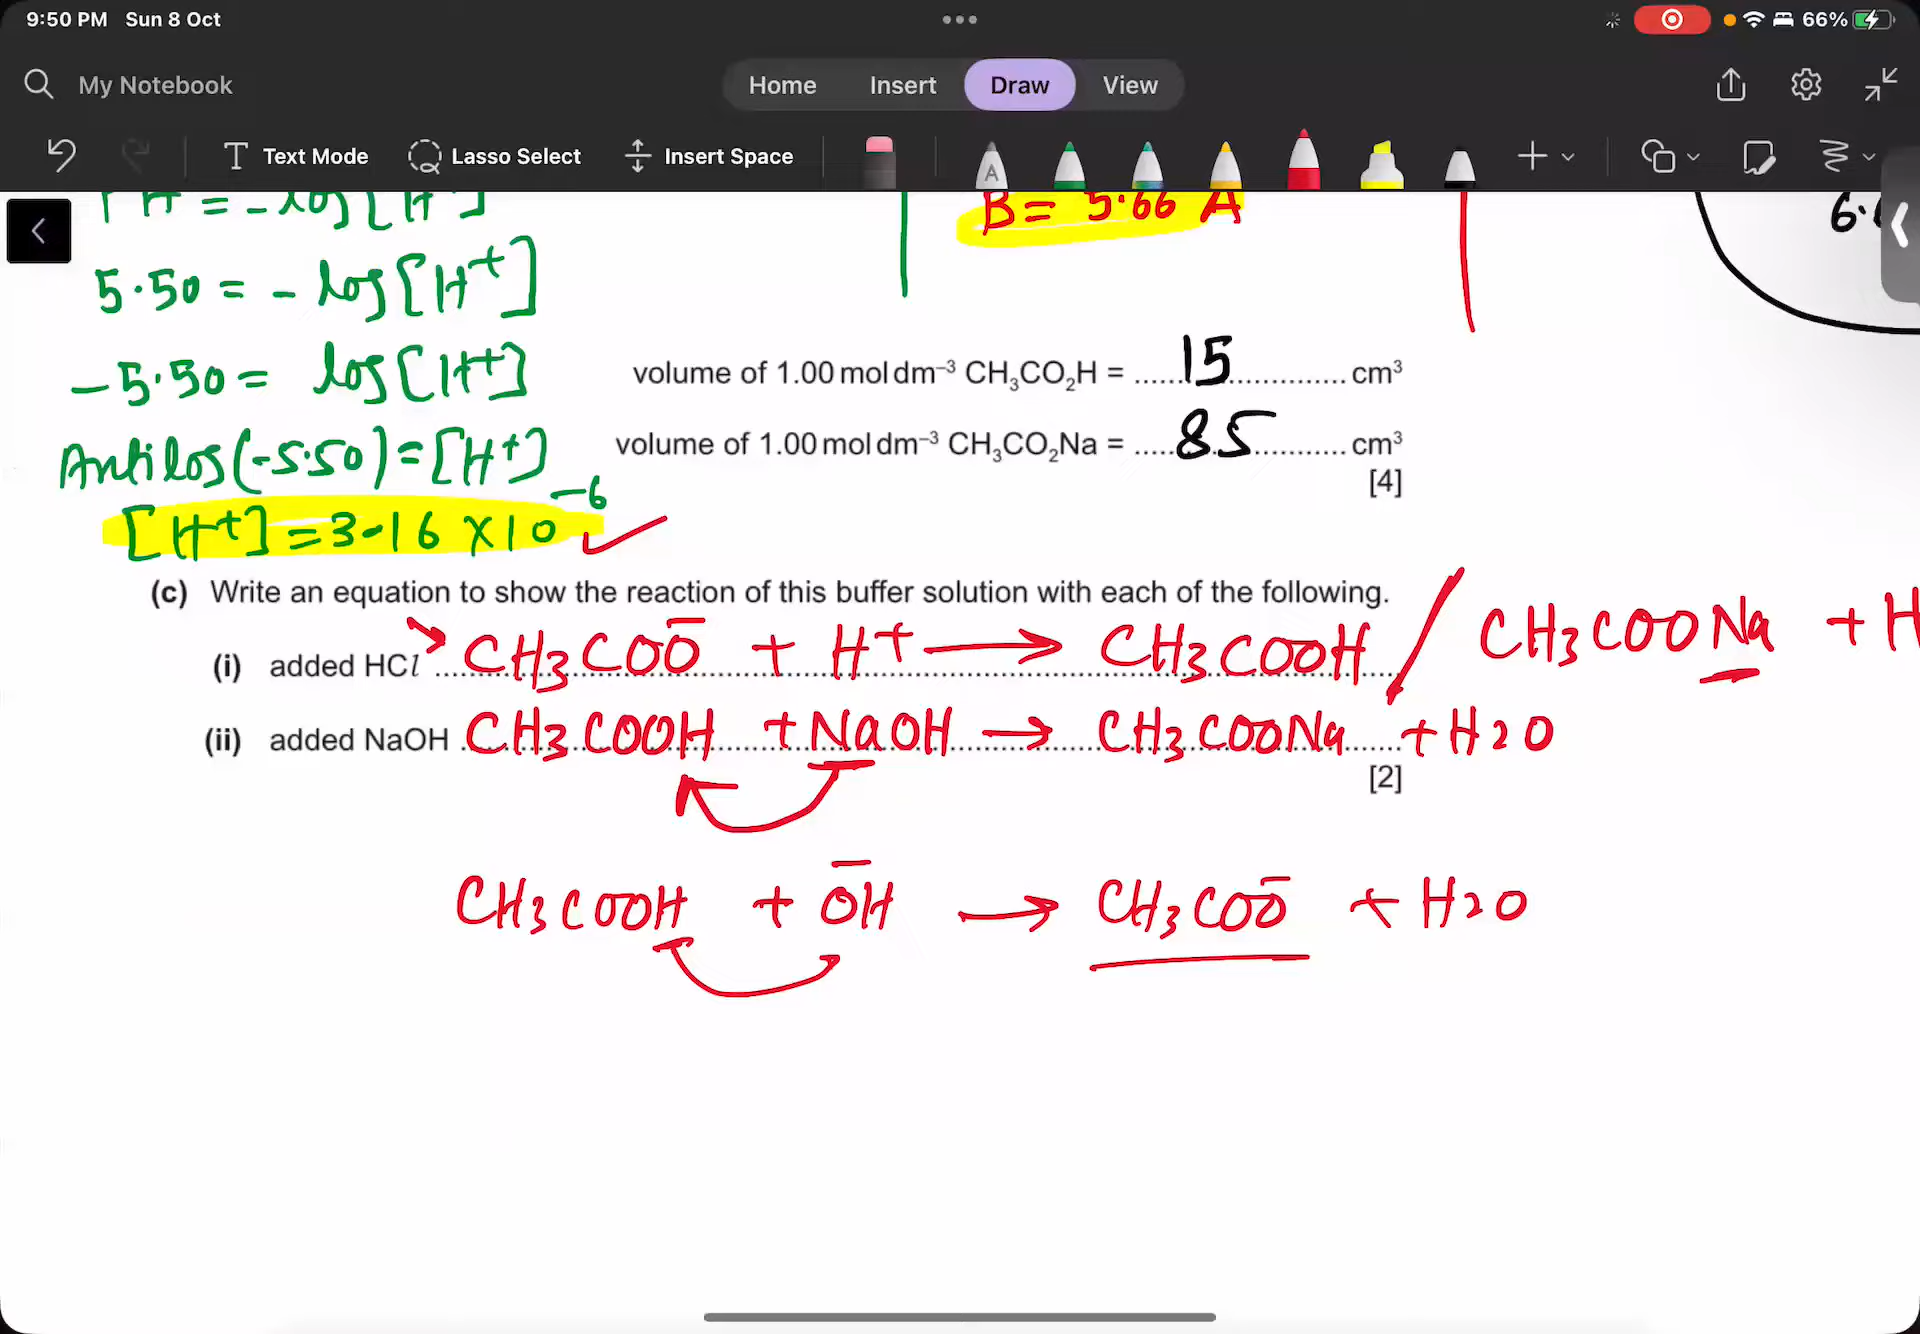 9:50 PM Sun 8 Oct
66%
My Notebook
Home Insert Draw View
Text Mode Lasso Select Insert Space
A
PH = -log[H+]
B = 5.66 A
5.50 = - log[H+]
-5.50 = log[H+]
Antilog(-5.50) = [H+]
[H+] = 3.16 × 10⁻⁶
volume of 1.00 mol dm⁻³ CH₃CO₂H = ......15...... cm³
volume of 1.00 mol dm⁻³ CH₃CO₂Na = ......85...... cm³
[4]
(c) Write an equation to show the reaction of this buffer solution with each of the following.
(i) added HCl CH₃COO⁻ + H+ → CH₃COOH / CH₃COONa + H
(ii) added NaOH CH₃COOH + NaOH → CH₃COONa + H₂O
[2]
CH₃COOH + OH⁻ → CH₃COO⁻ + H₂O